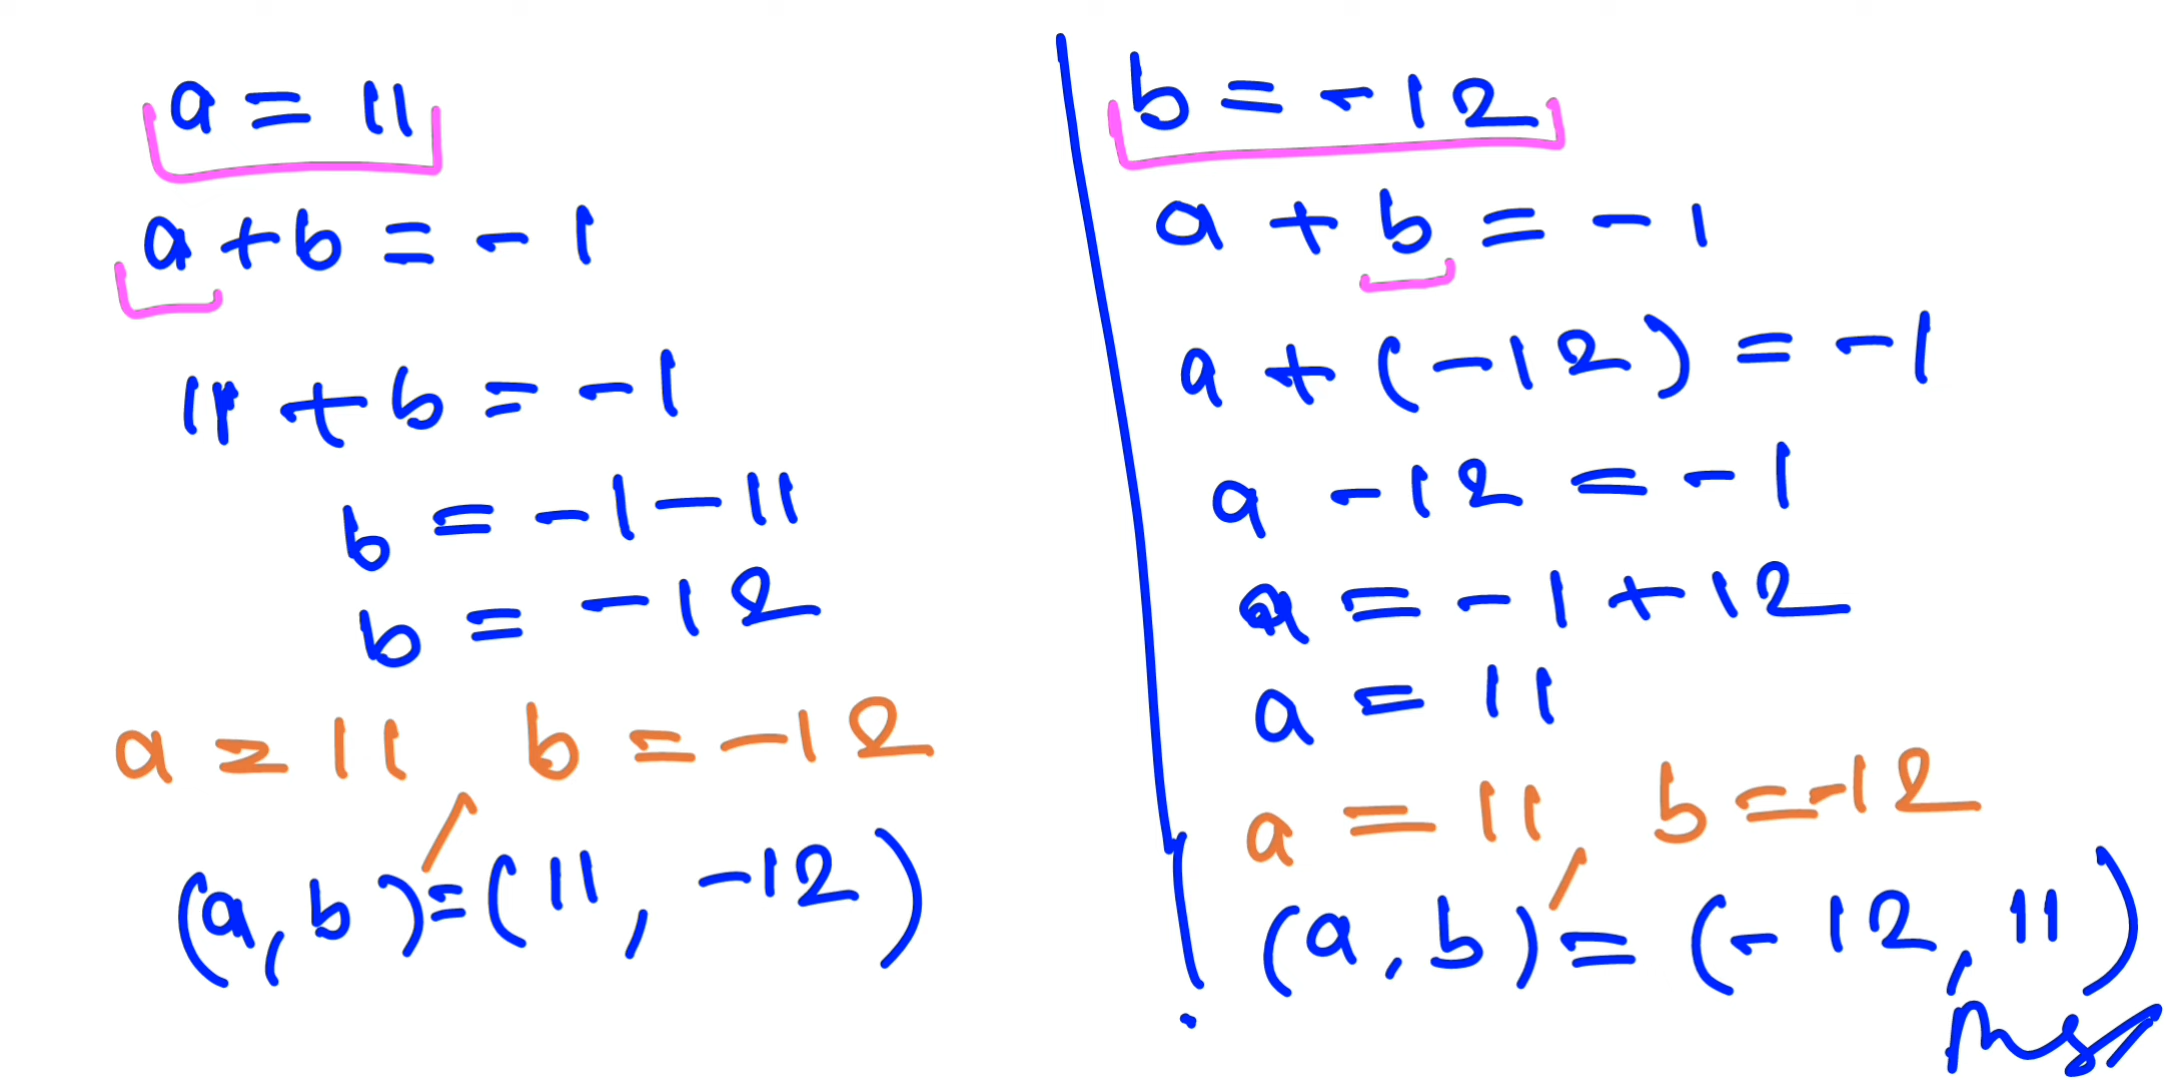 a = 11
a + b = - 1
11 + b = - 1
b = - 1 - 11
b = - 12
a = 11 b = - 12
(a, b) = (11, -12)
b = - 12
a + b = - 1
a + (-12) = - 1
a - 12 = - 1
a = - 1 + 12
a = 11
a = 11 b = -12
(a, b) = (- 12, 11)